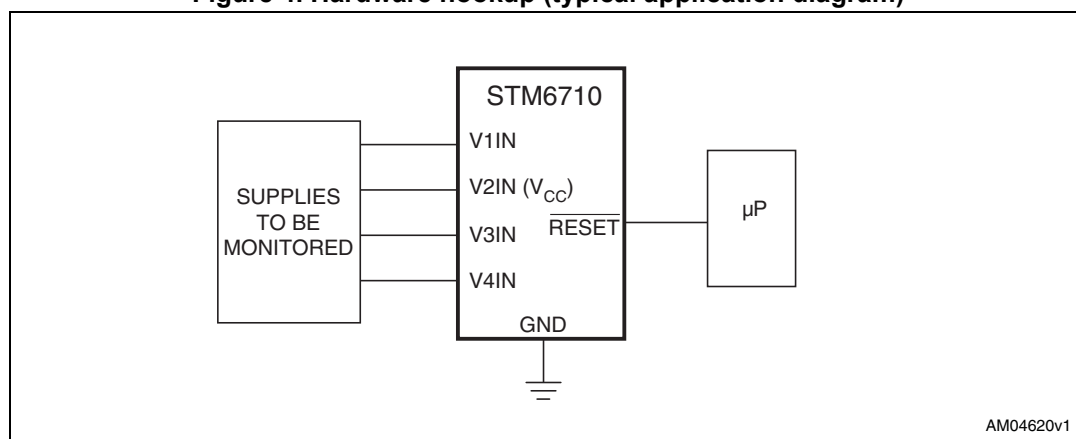 Figure 4. Hardware hookup (typical application diagram)
STM6710
V1IN
V2IN (VCC)
V3IN
V4IN
RESET
GND
SUPPLIES
TO BE
MONITORED
µP
AM04620v1